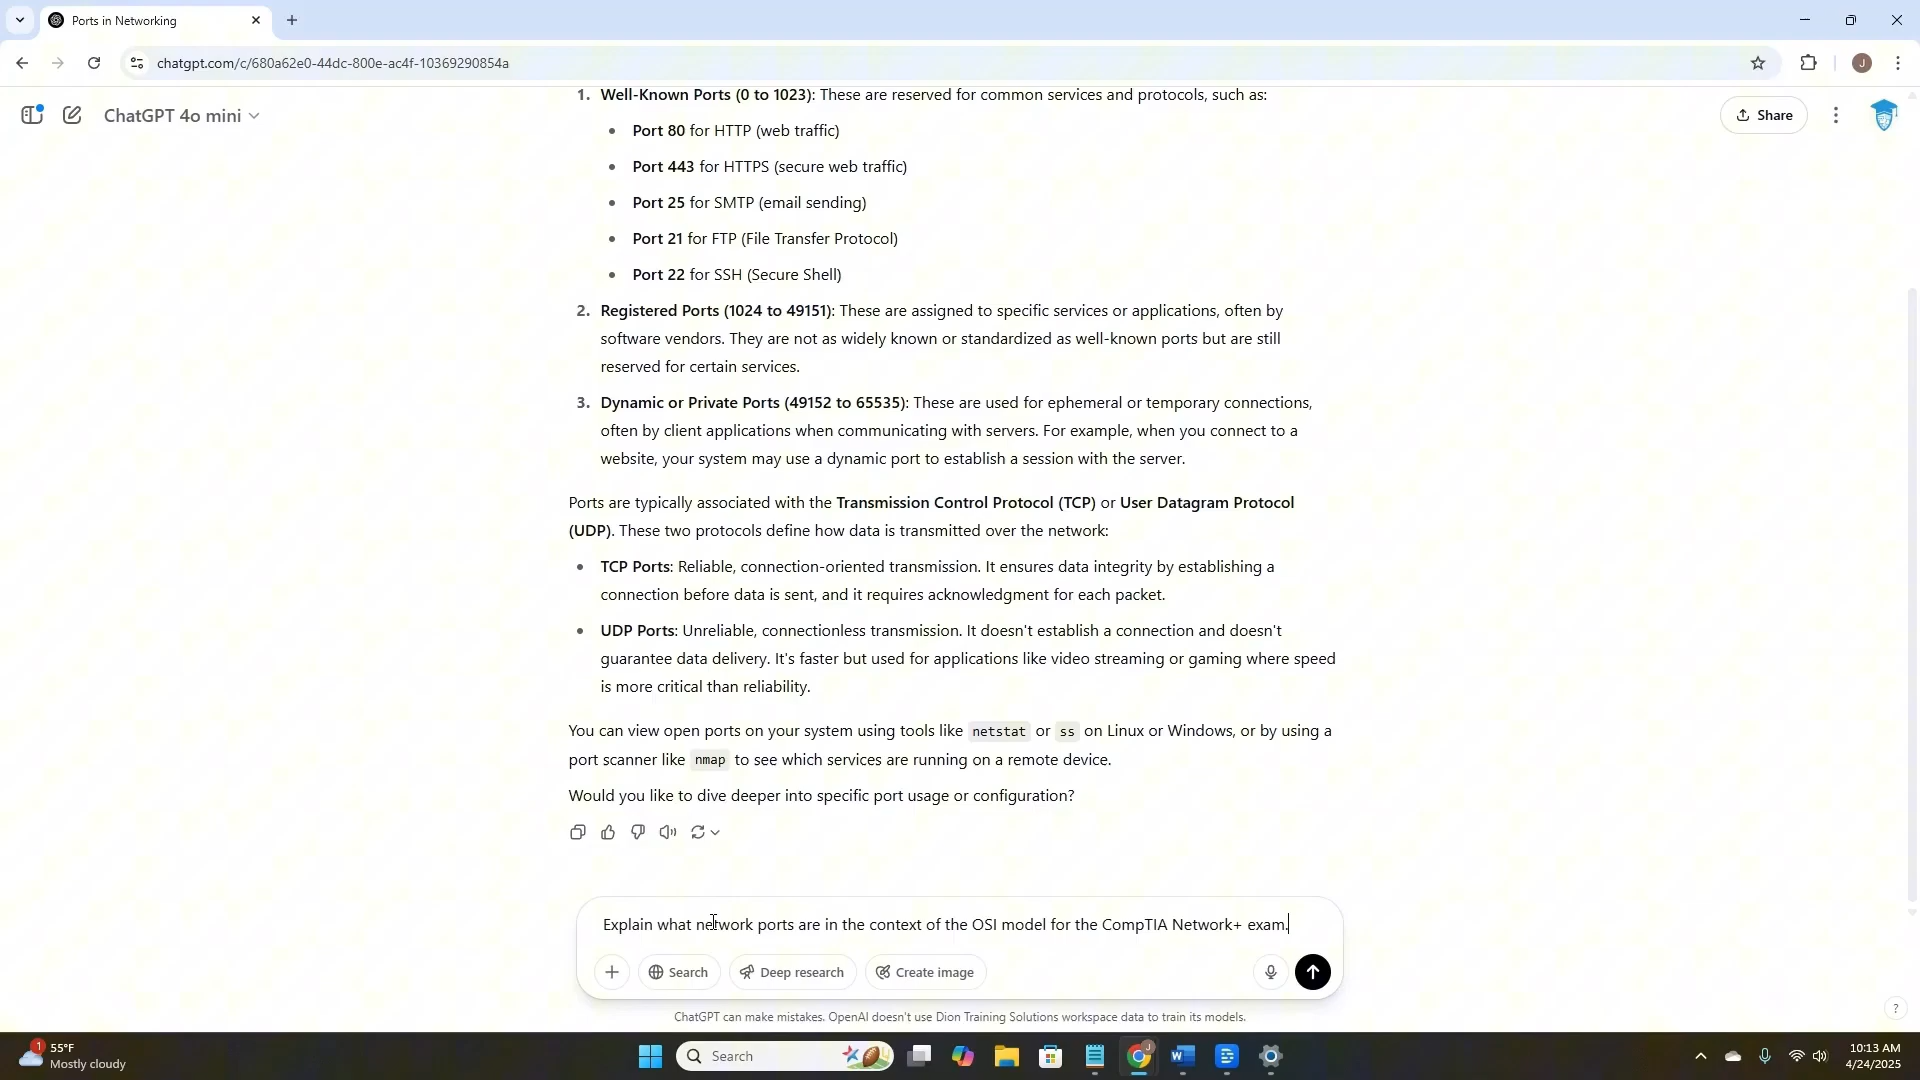 Ports in Networking
chatgpt.com/c/680a62e0-44dc-800e-ac4f-10369290854a
J
ChatGPT 4o mini
Share
1. Well-Known Ports (0 to 1023): These are reserved for common services and protocols, such as:
• Port 80 for HTTP (web traffic)
• Port 443 for HTTPS (secure web traffic)
• Port 25 for SMTP (email sending)
• Port 21 for FTP (File Transfer Protocol)
• Port 22 for SSH (Secure Shell)
2. Registered Ports (1024 to 49151): These are assigned to specific services or applications, often by
software vendors. They are not as widely known or standardized as well-known ports but are still
reserved for certain services.
3. Dynamic or Private Ports (49152 to 65535): These are used for ephemeral or temporary connections,
often by client applications when communicating with servers. For example, when you connect to a
website, your system may use a dynamic port to establish a session with the server.
Ports are typically associated with the Transmission Control Protocol (TCP) or User Datagram Protocol
(UDP). These two protocols define how data is transmitted over the network:
• TCP Ports: Reliable, connection-oriented transmission. It ensures data integrity by establishing a
connection before data is sent, and it requires acknowledgment for each packet.
• UDP Ports: Unreliable, connectionless transmission. It doesn't establish a connection and doesn't
guarantee data delivery. It's faster but used for applications like video streaming or gaming where speed
is more critical than reliability.
You can view open ports on your system using tools like netstat or ss on Linux or Windows, or by using a
port scanner like nmap to see which services are running on a remote device.
Would you like to dive deeper into specific port usage or configuration?
Explain what network ports are in the context of the OSI model for the CompTIA Network+ exam.
Search
Deep research
Create image
ChatGPT can make mistakes. OpenAI doesn't use Dion Training Solutions workspace data to train its models.
?
1
55°F
Mostly cloudy
Search
J
10:13 AM
4/24/2025